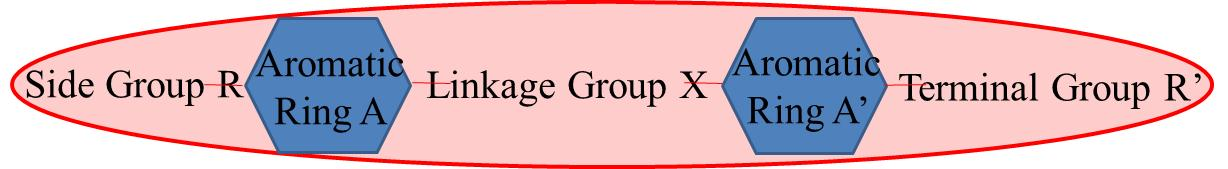 Side Group R
Aromatic
Ring A
Linkage Group X
Aromatic
Ring A’
Terminal Group R’